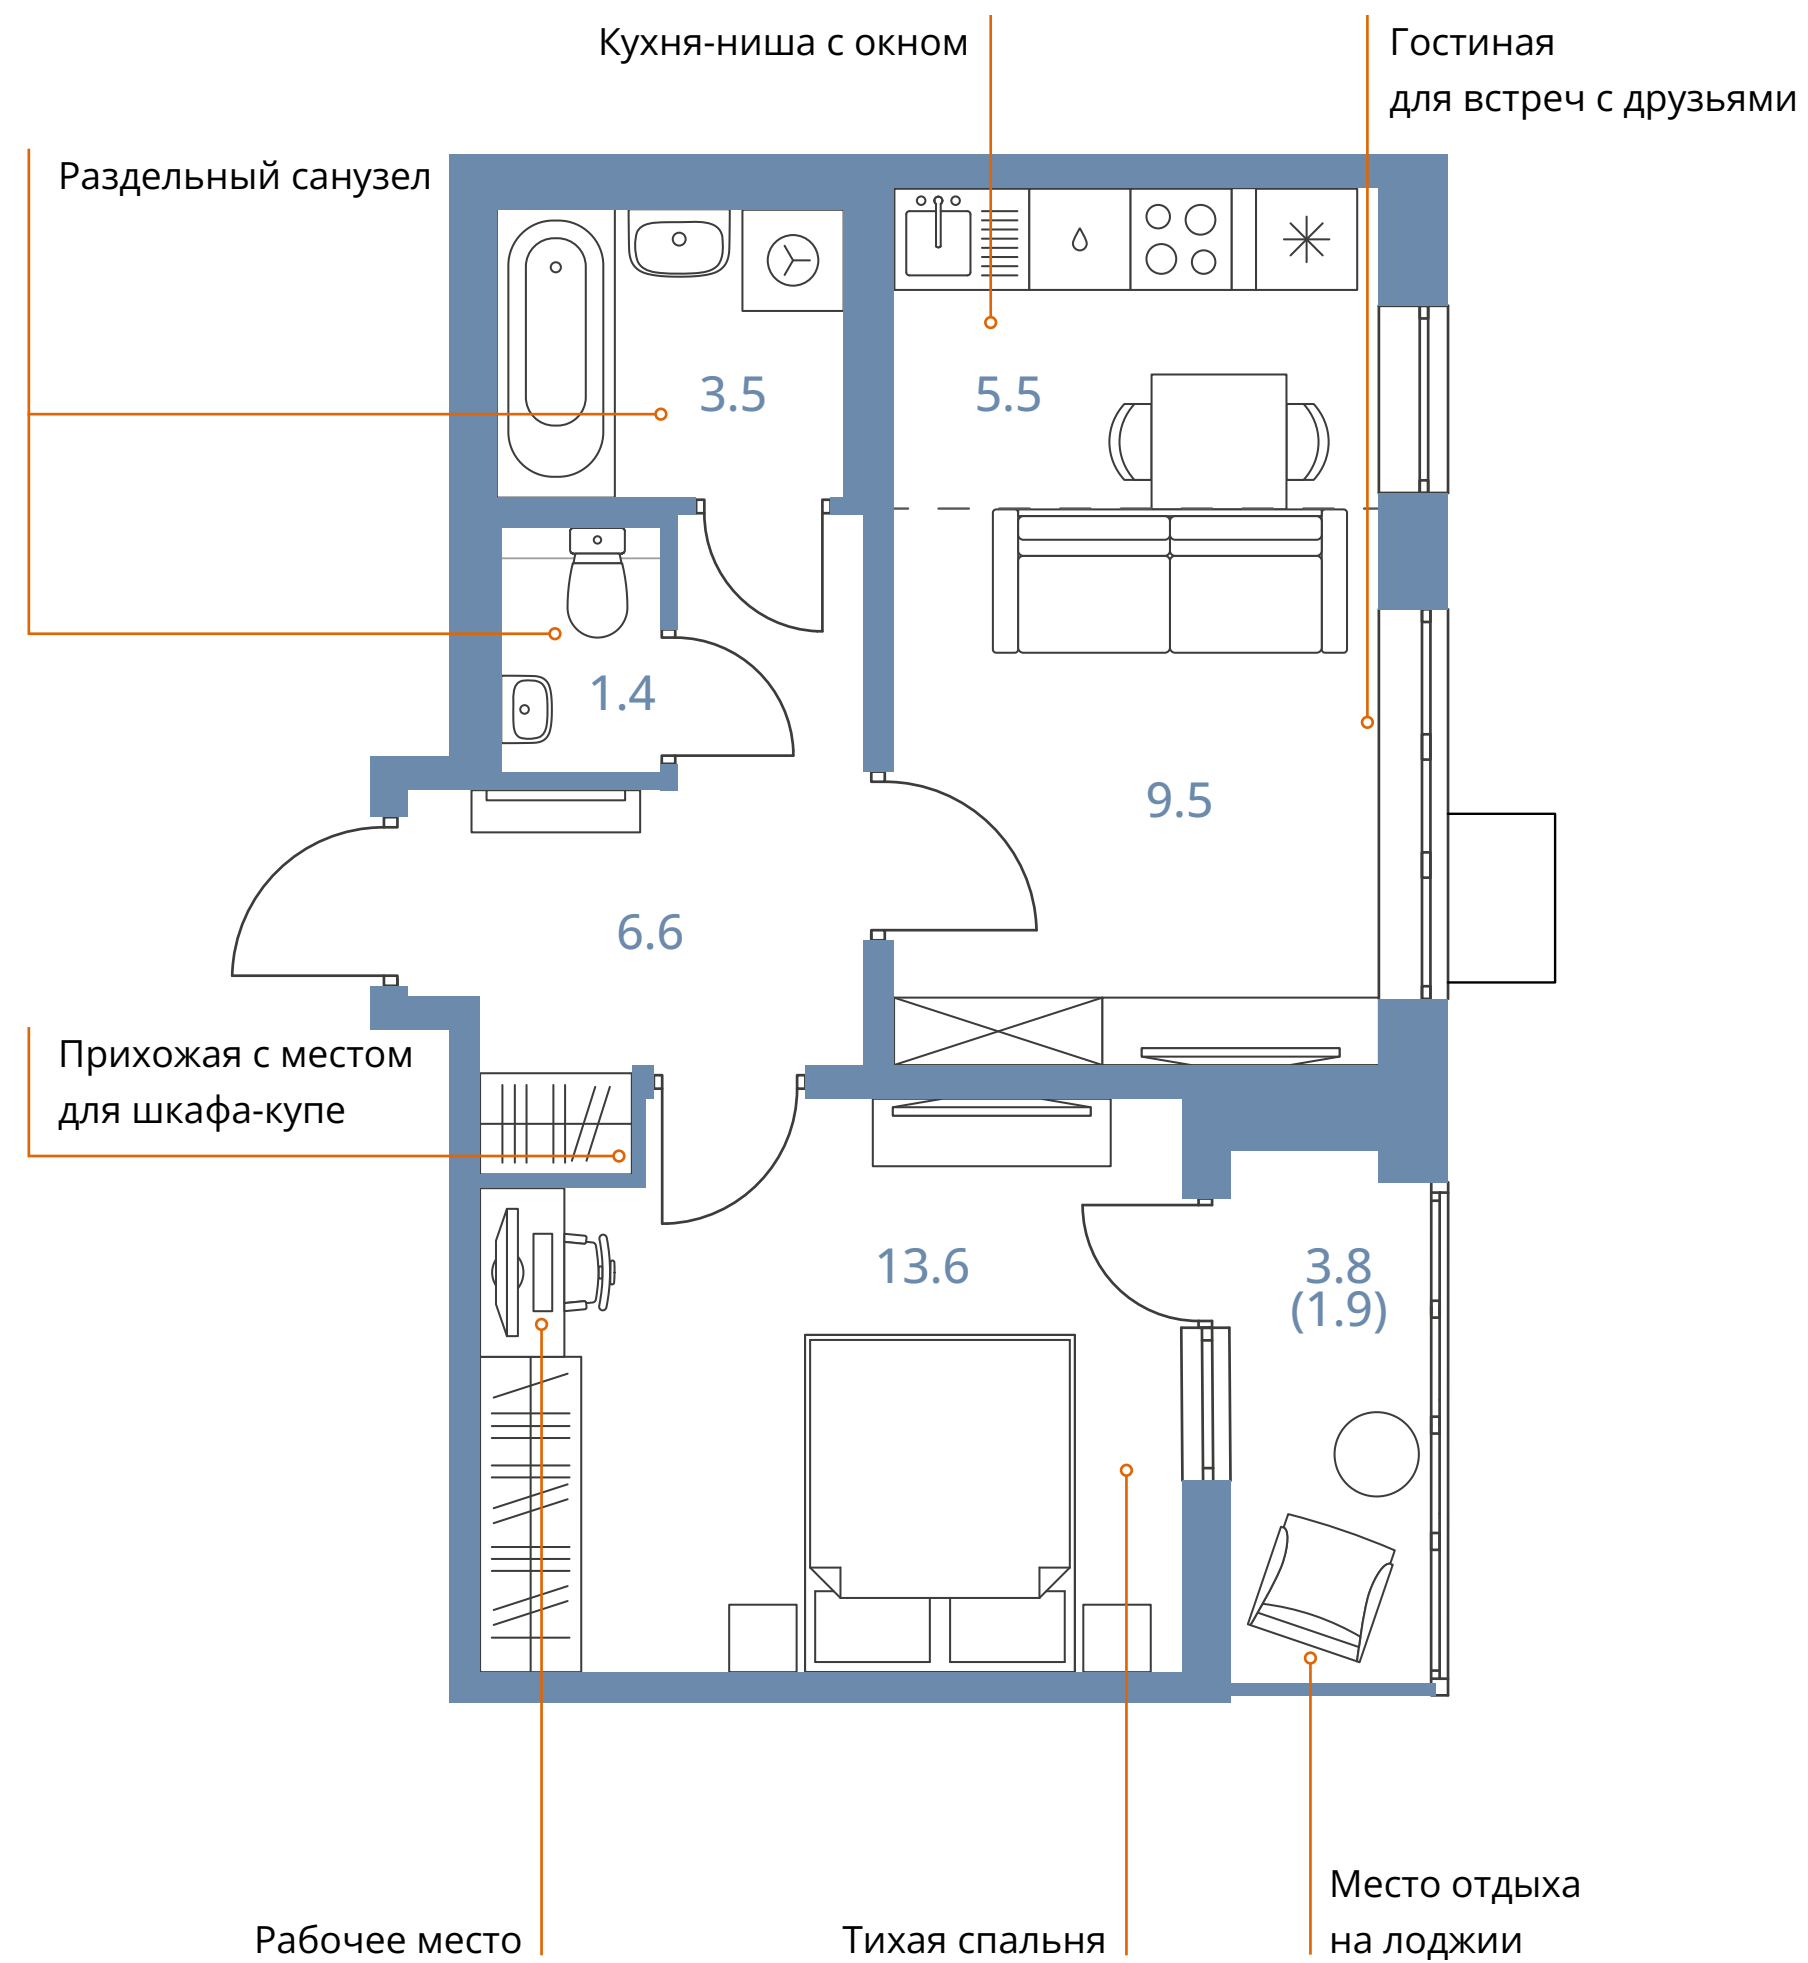 Кухня-ниша с окном
Гостиная
для встреч с друзьями
Раздельный санузел
3.5
5.5
1.4
9.5
6.6
Прихожая с местом
для шкафа-купе
13.6
3.8
(1.9)
Рабочее место
Тихая спальня
Место отдыха
на лоджии